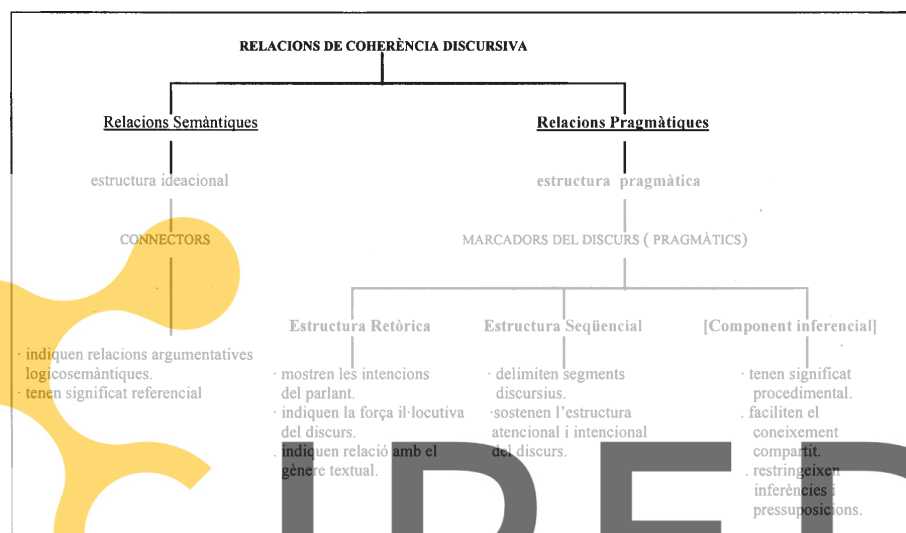 RELACIONS DE COHERÈNCIA DISCURSIVA
Relacions Semàntiques
Relacions Pragmàtiques
estructura ideacional
estructura pragmàtica
CONNECTORS
MARCADORS DEL DISCURS ( PRAGMÀTICS)
Estructura Retòrica
Estructura Seqüencial
[Component inferencial]
· indiquen relacions argumentatives
logicosemàntiques.
· tenen significat referencial
· mostren les intencions
del parlant.
· indiquen la força il·locutiva
del discurs.
. indiquen relació amb el
gènere textual.
· delimiten segments
discursius.
·sostenen l'estructura
atencional i intencional
del discurs.
· tenen significat
procedimental.
. faciliten el
coneixement
compartit.
. restringeixen
inferències i
pressuposicions.